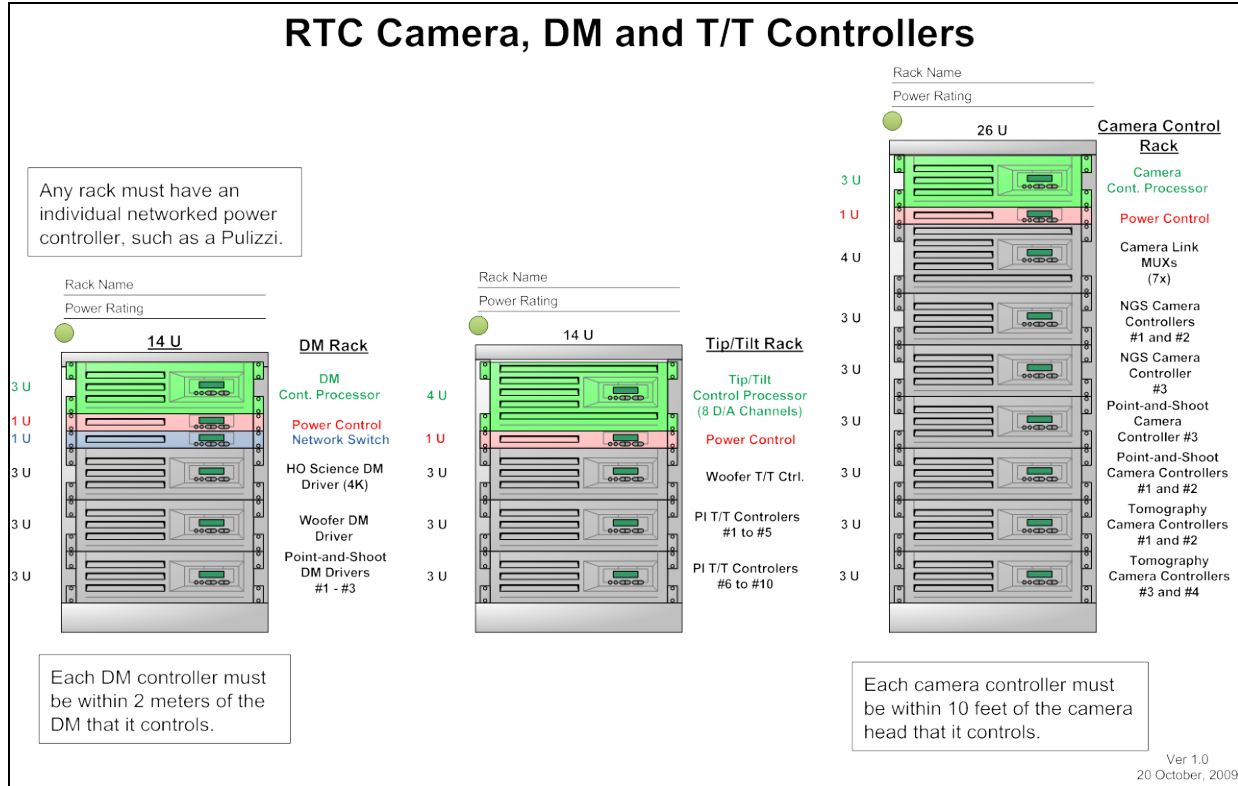 RTC Camera, DM and T/T Controllers
Any rack must have an
individual networked power
controller, such as a Pulizzi.
Rack Name
Power Rating
14 U
DM Rack
3 U
DM
Cont. Processor
1 U
Power Control
1 U
Network Switch
3 U
HO Science DM
Driver (4K)
3 U
Woofer DM
Driver
3 U
Point-and-Shoot
DM Drivers
#1 - #3
Each DM controller must
be within 2 meters of the
DM that it controls.
Rack Name
Power Rating
14 U
Tip/Tilt Rack
4 U
Tip/Tilt
Control Processor
(8 D/A Channels)
1 U
Power Control
3 U
Woofer T/T Ctrl.
3 U
PI T/T Controlers
#1 to #5
3 U
PI T/T Controlers
#6 to #10
Rack Name
Power Rating
26 U
Camera Control
Rack
3 U
Camera
Cont. Processor
1 U
Power Control
4 U
Camera Link
MUXs
(7x)
3 U
NGS Camera
Controllers
#1 and #2
3 U
NGS Camera
Controller
#3
3 U
Point-and-Shoot
Camera
Controller #3
3 U
Point-and-Shoot
Camera Controllers
#1 and #2
3 U
Tomography
Camera Controllers
#1 and #2
3 U
Tomography
Camera Controllers
#3 and #4
Each camera controller must
be within 10 feet of the camera
head that it controls.
Ver 1.0
20 October, 2009